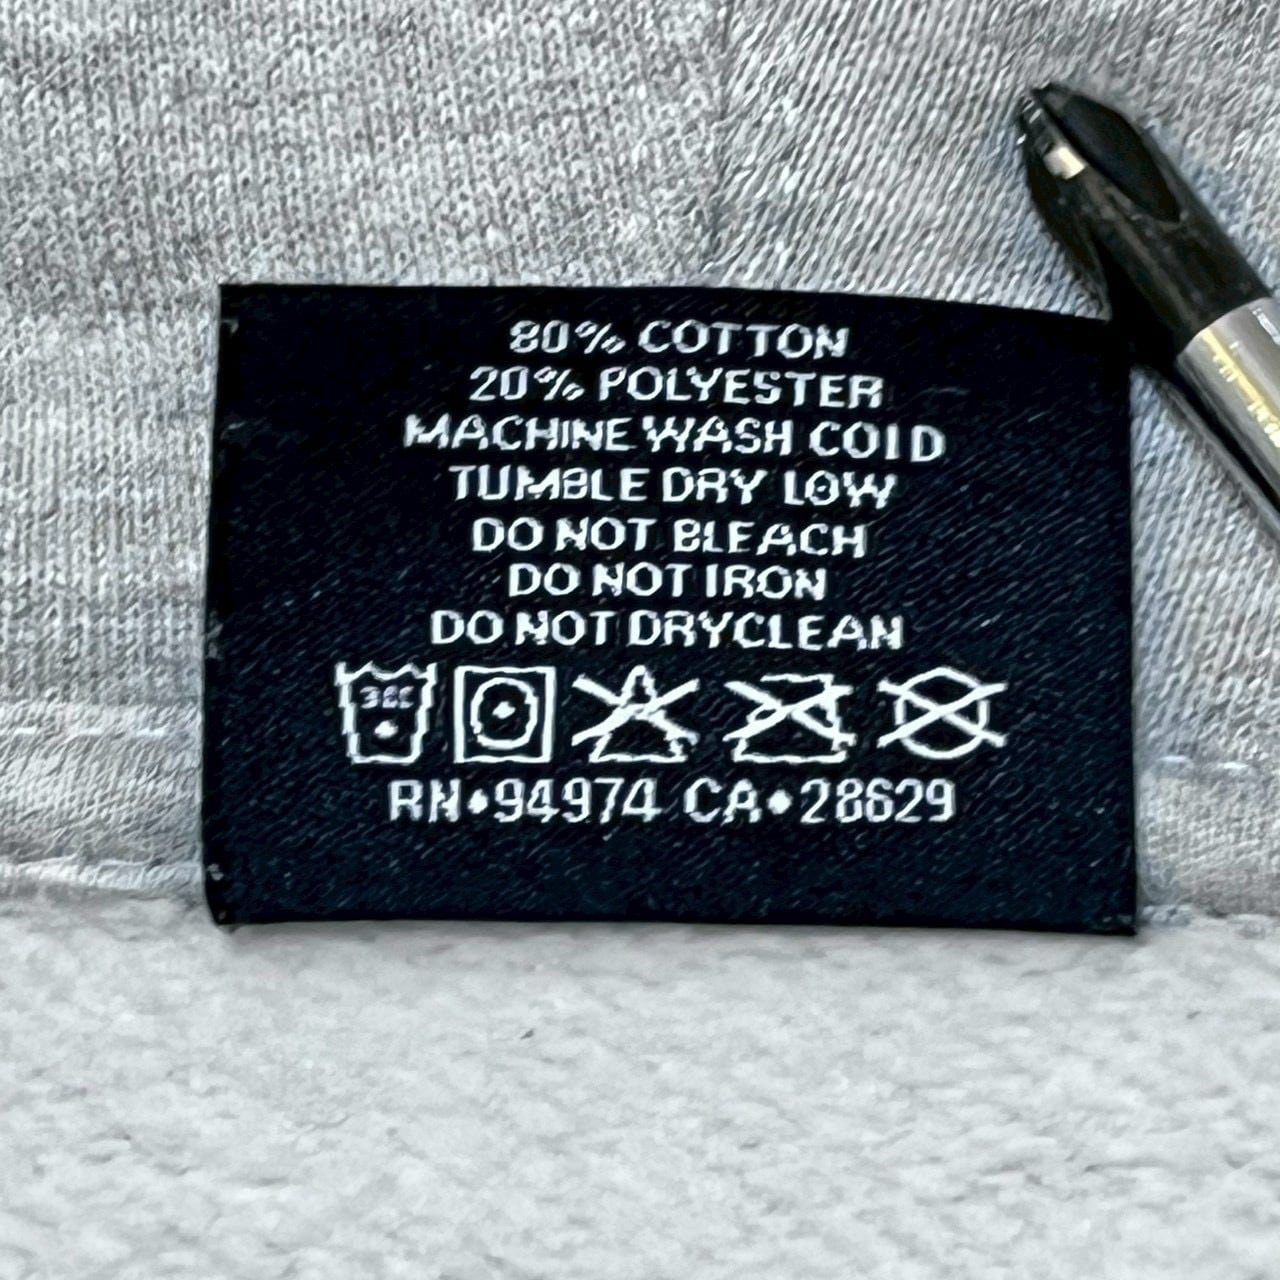 80% COTTON
20% POLYESTER
MACHINE WASH COLD
TUMBLE DRY LOW
DO NOT BLEACH
DO NOT IRON
DO NOT DRYCLEAN
RN•94974 CA•28629